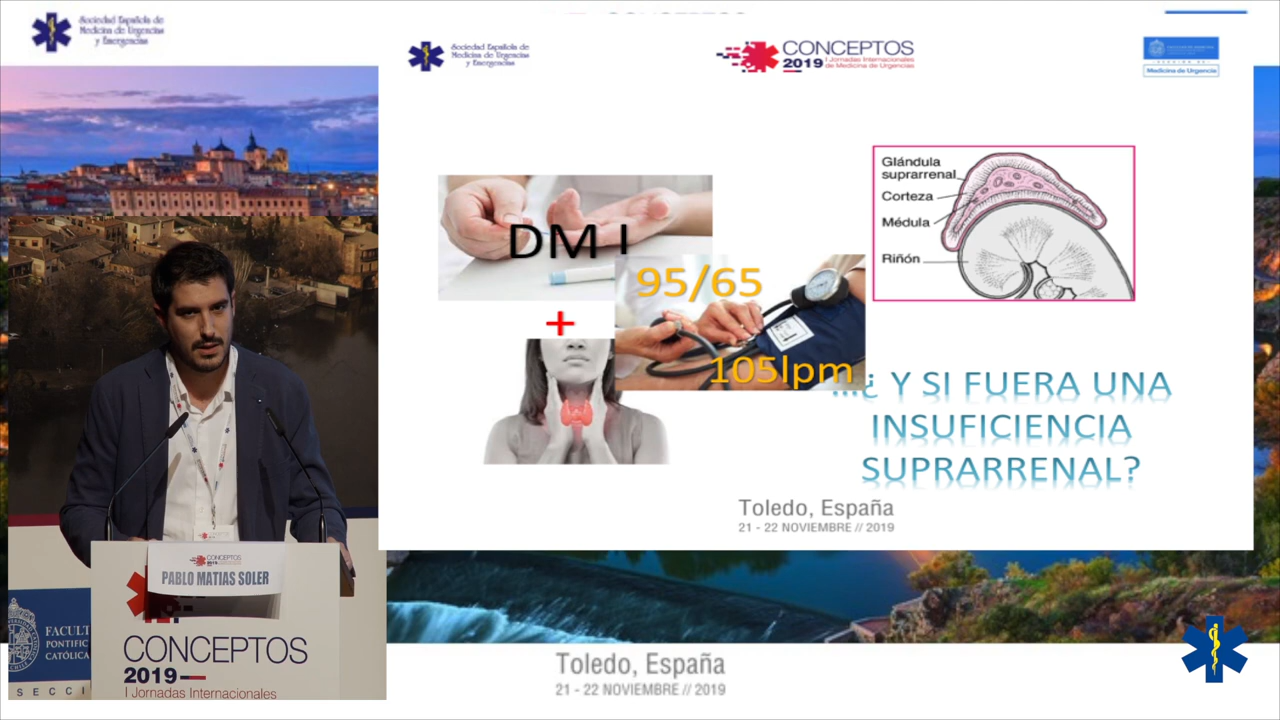 Sociedad Española de
Medicina de Urgencias
y Emergencias
Sociedad Española de
Medicina de Urgencias
y Emergencias
CONCEPTOS
2019 I Jornadas Internacionales
de Medicina de Urgencias
Medicina de Urgencia
DM I
+
95/65
105lpm
Glándula
suprarrenal
Corteza
Médula
Riñón
...¿ Y SI FUERA UNA
INSUFICIENCIA
SUPRARRENAL?
Toledo, España
21 - 22 NOVIEMBRE // 2019
CONCEPTOS
PABLO MATIAS SOLER
FACULT
PONTIFIC
CATÓLICA
SECCI
CONCEPTOS
2019
I Jornadas Internacionales
Toledo, España
21 - 22 NOVIEMBRE // 2019